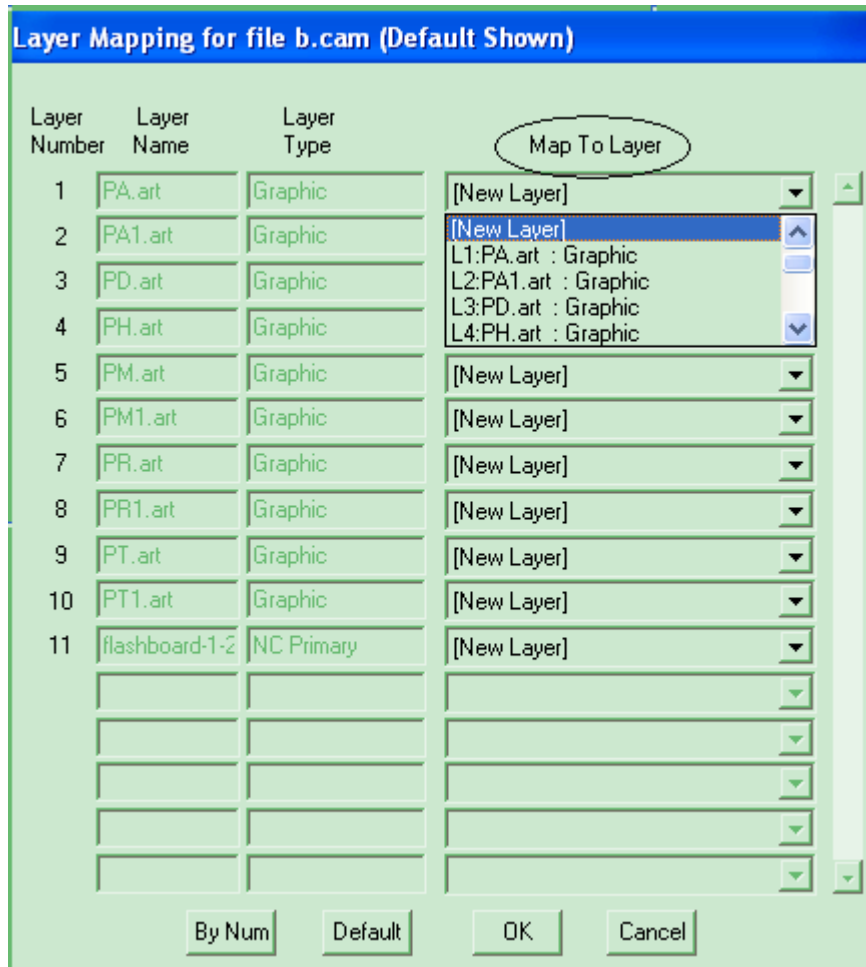 Layer Mapping for file b.cam (Default Shown)
Layer Number Layer Name Layer Type Map To Layer
1 PA.art Graphic [New Layer]
2 PA1.art Graphic [New Layer]
3 PD.art Graphic L1:PA.art : Graphic
L2:PA1.art : Graphic
L3:PD.art : Graphic
4 PH.art Graphic L4:PH.art : Graphic
5 PM.art Graphic [New Layer]
6 PM1.art Graphic [New Layer]
7 PR.art Graphic [New Layer]
8 PR1.art Graphic [New Layer]
9 PT.art Graphic [New Layer]
10 PT1.art Graphic [New Layer]
11 flashboard-1-2 NC Primary [New Layer]
By Num Default OK Cancel